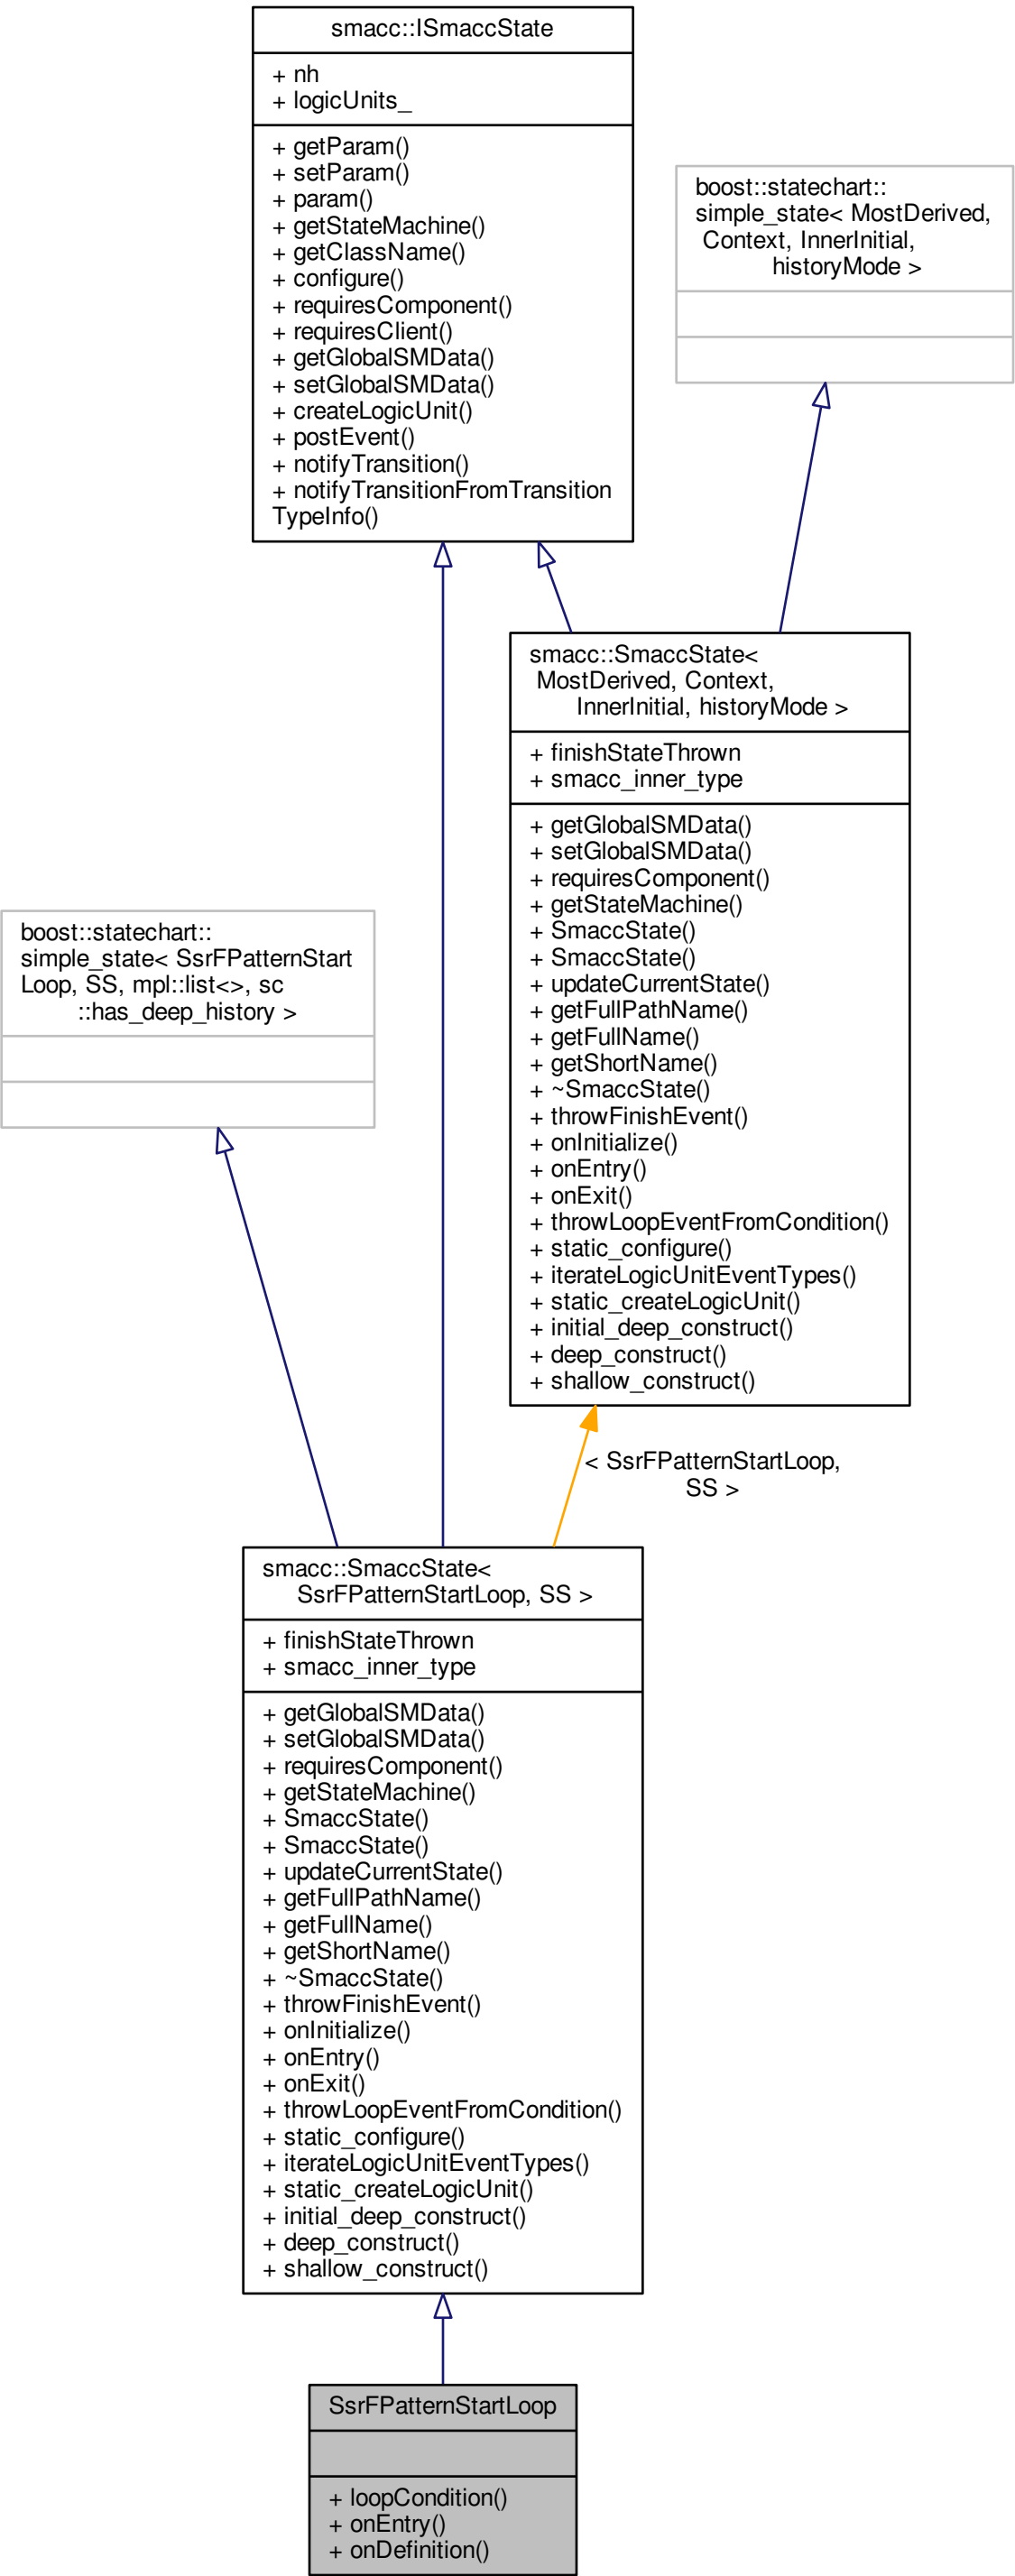 smacc::ISmaccState
+ nh
+ logicUnits_
+ getParam()
+ setParam()
+ param()
+ getStateMachine()
+ getClassName()
+ configure()
+ requiresComponent()
+ requiresClient()
+ getGlobalSMData()
+ setGlobalSMData()
+ createLogicUnit()
+ postEvent()
+ notifyTransition()
+ notifyTransitionFromTransition
TypeInfo()
boost::statechart::
simple_state< MostDerived,
Context, InnerInitial,
historyMode >
smacc::SmaccState<
MostDerived, Context,
InnerInitial, historyMode >
+ finishStateThrown
+ smacc_inner_type
+ getGlobalSMData()
+ setGlobalSMData()
+ requiresComponent()
+ getStateMachine()
+ SmaccState()
+ SmaccState()
+ updateCurrentState()
+ getFullPathName()
+ getFullName()
+ getShortName()
+ ~SmaccState()
+ throwFinishEvent()
+ onInitialize()
+ onEntry()
+ onExit()
+ throwLoopEventFromCondition()
+ static_configure()
+ iterateLogicUnitEventTypes()
+ static_createLogicUnit()
+ initial_deep_construct()
+ deep_construct()
+ shallow_construct()
boost::statechart::
simple_state< SsrFPatternStart
Loop, SS, mpl::list<>, sc
::has_deep_history >
< SsrFPatternStartLoop,
SS >
smacc::SmaccState<
SsrFPatternStartLoop, SS >
+ finishStateThrown
+ smacc_inner_type
+ getGlobalSMData()
+ setGlobalSMData()
+ requiresComponent()
+ getStateMachine()
+ SmaccState()
+ SmaccState()
+ updateCurrentState()
+ getFullPathName()
+ getFullName()
+ getShortName()
+ ~SmaccState()
+ throwFinishEvent()
+ onInitialize()
+ onEntry()
+ onExit()
+ throwLoopEventFromCondition()
+ static_configure()
+ iterateLogicUnitEventTypes()
+ static_createLogicUnit()
+ initial_deep_construct()
+ deep_construct()
+ shallow_construct()
SsrFPatternStartLoop
+ loopCondition()
+ onEntry()
+ onDefinition()